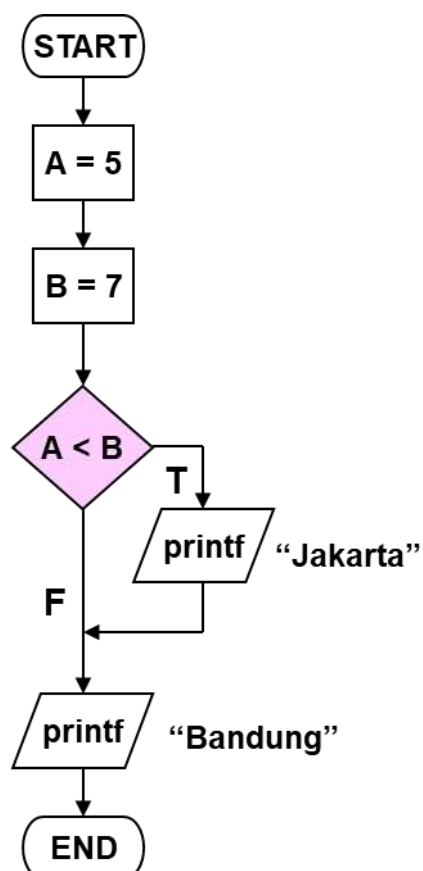 START
A = 5
B = 7
A < B
T
printf “Jakarta”
F
printf “Bandung”
END